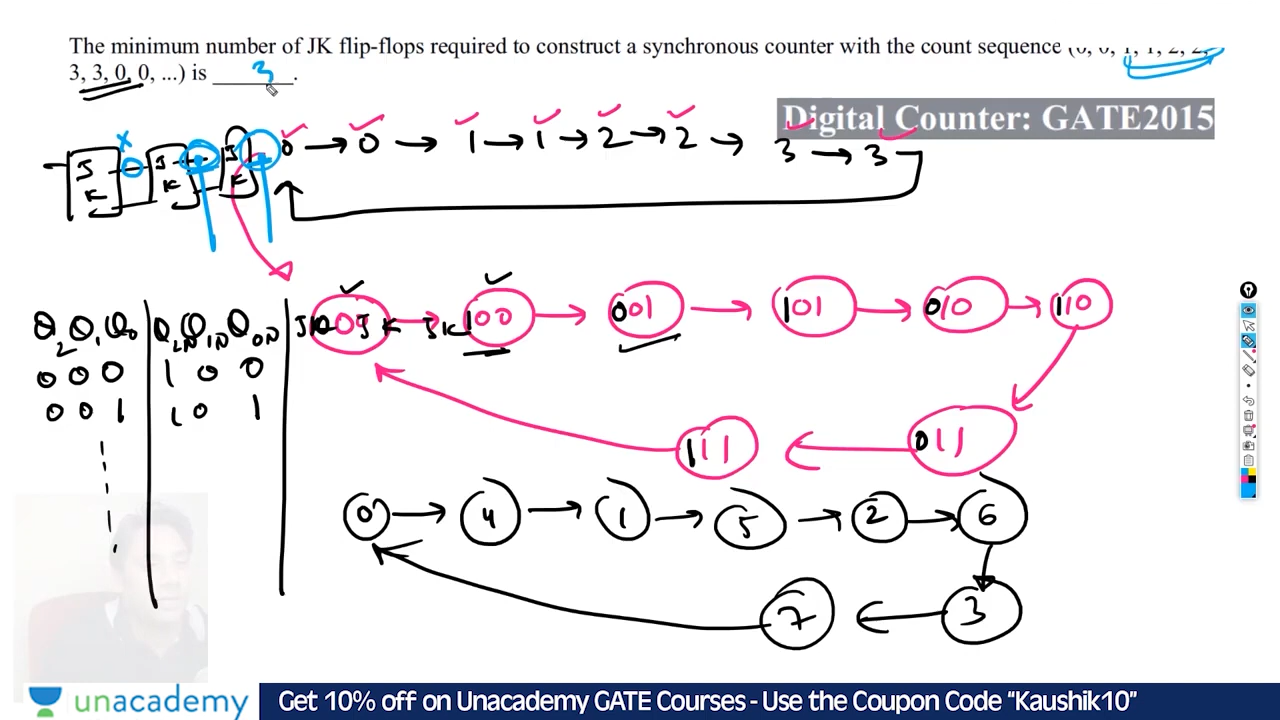 The minimum number of JK flip-flops required to construct a synchronous counter with the count sequence (0, 0, 1, 1, 2, 2,
3, 3, 0, 0, ...) is 3.
Digital Counter: GATE2015
0 → 0 → 1 → 1 → 2 → 2 → 3 → 3
J K J K J K
Q2 Q1 Q0 Q2N Q1N Q0N JK JK JK
000 → 100 → 001 → 101 → 010 → 110
0 0 0 1 0 0
0 0 1 1 0 1
111 ← 011
0 → 4 → 1 → 5 → 2 → 6
7 ← 3
unacademy
Get 10% off on Unacademy GATE Courses - Use the Coupon Code "Kaushik10"